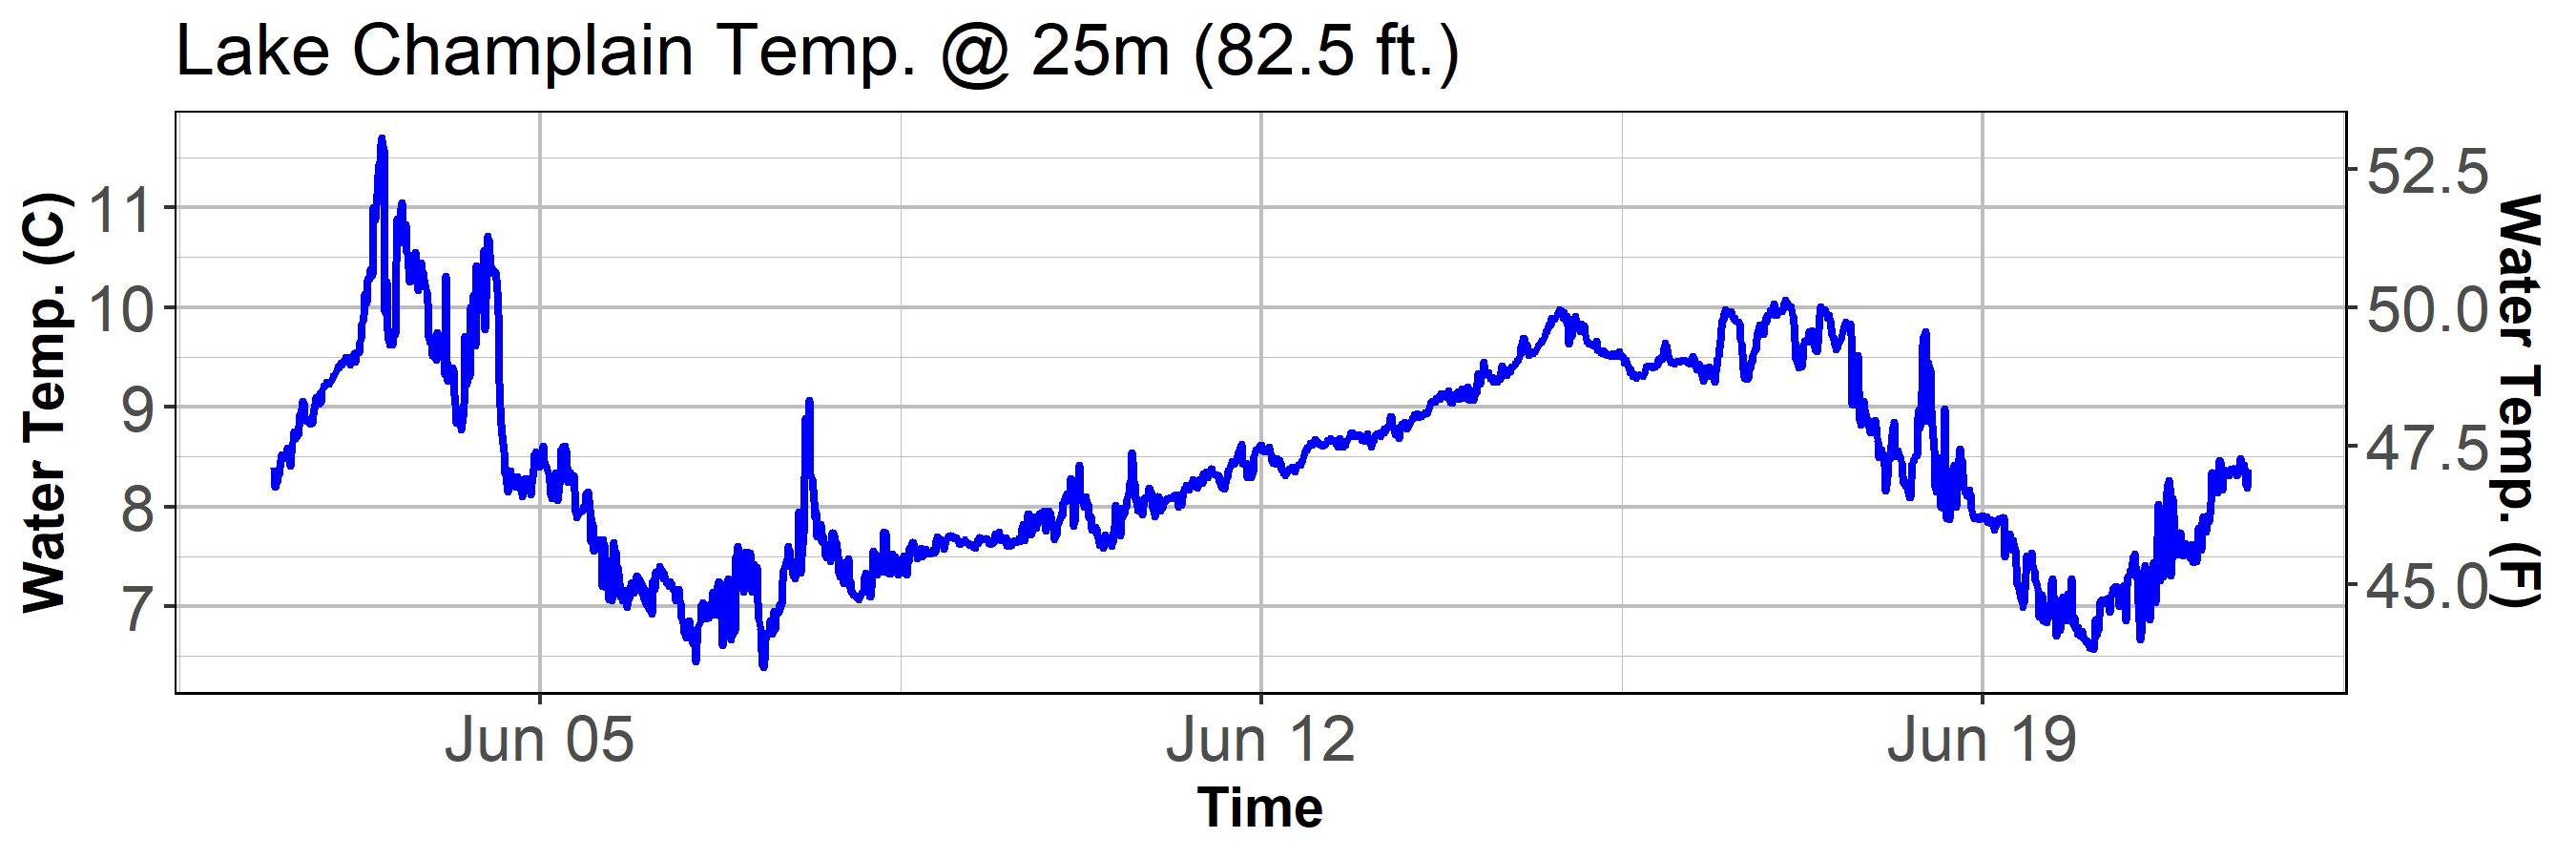 Lake Champlain Temp. @ 25m (82.5 ft.)
Water Temp. (C)
11
10
9
8
7
52.5
50.0
47.5
45.0
Water Temp. (F)
Jun 05
Jun 12
Jun 19
Time